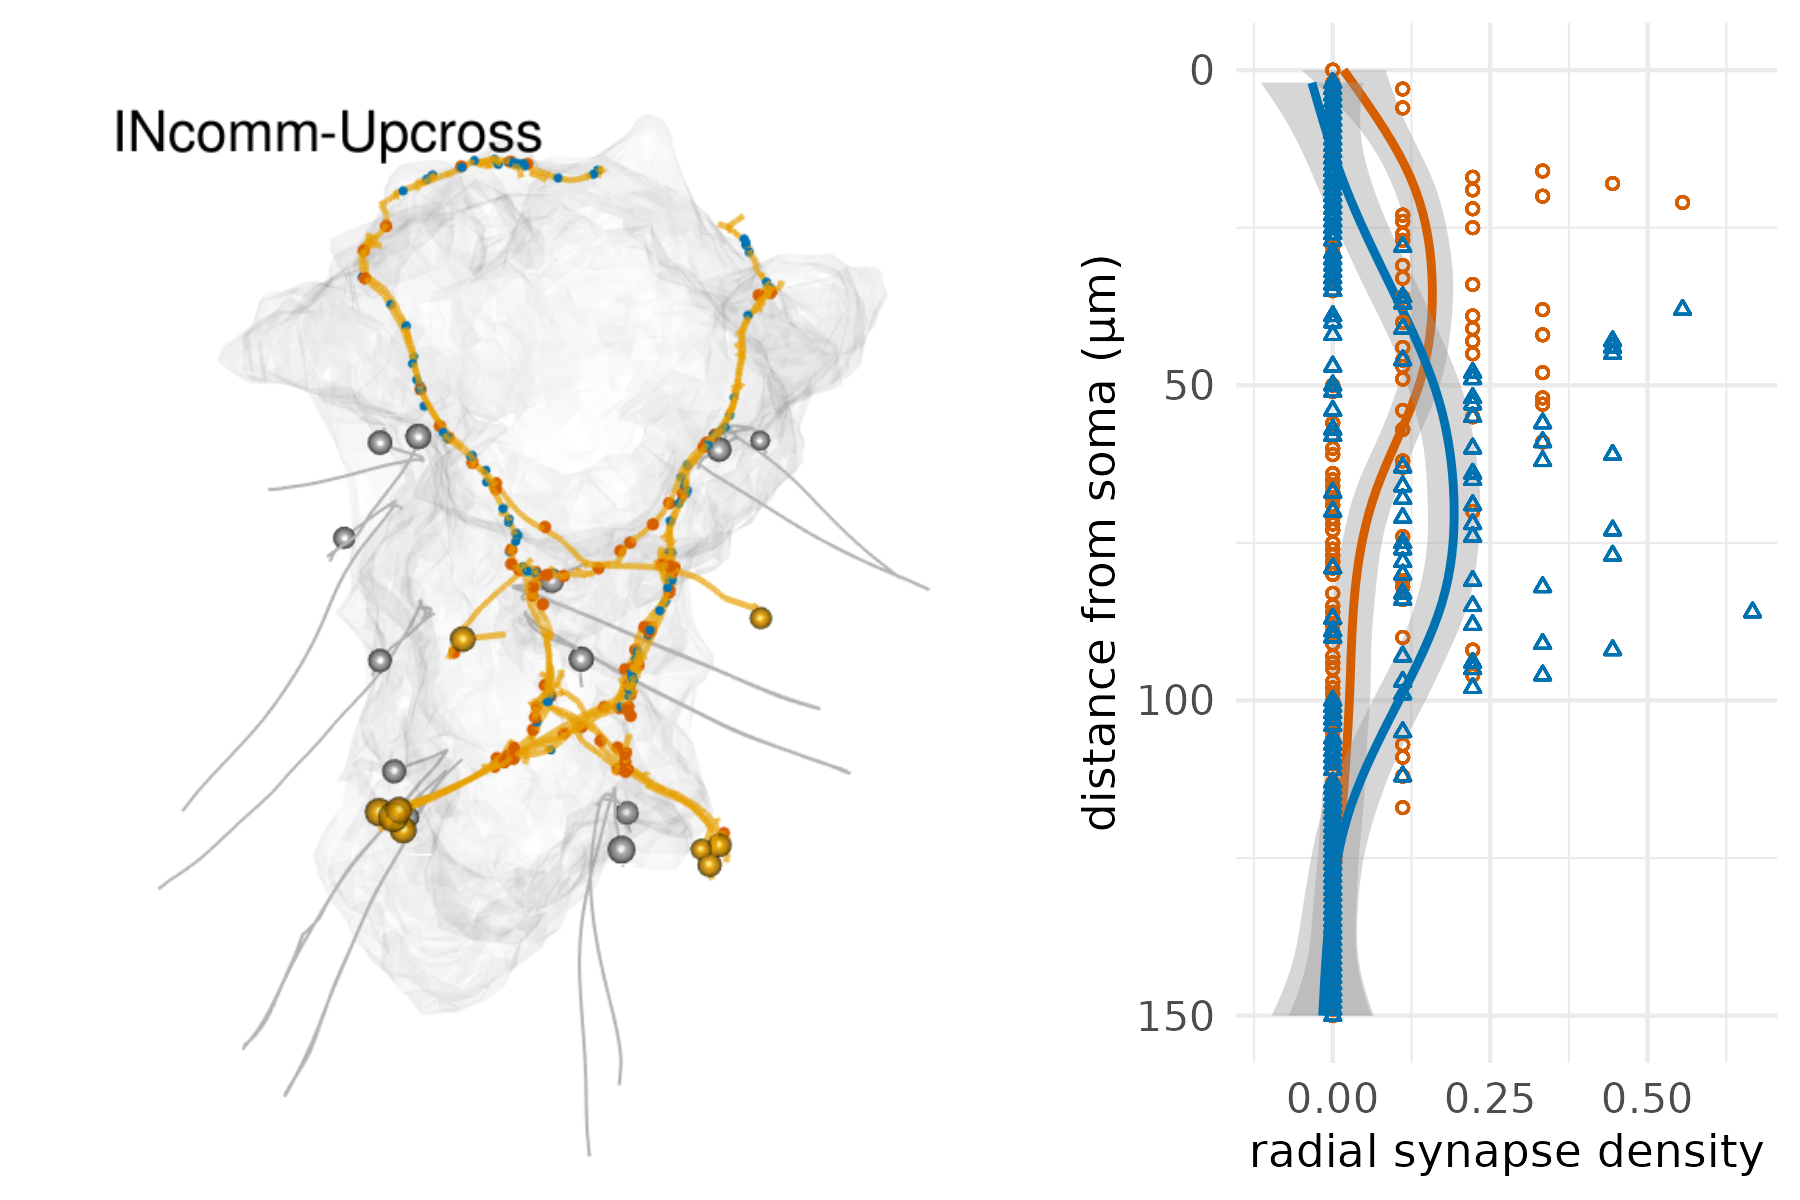 INcomm-Upcross
0
50
100
150
distance from soma (μm)
0.00 0.25 0.50
radial synapse density